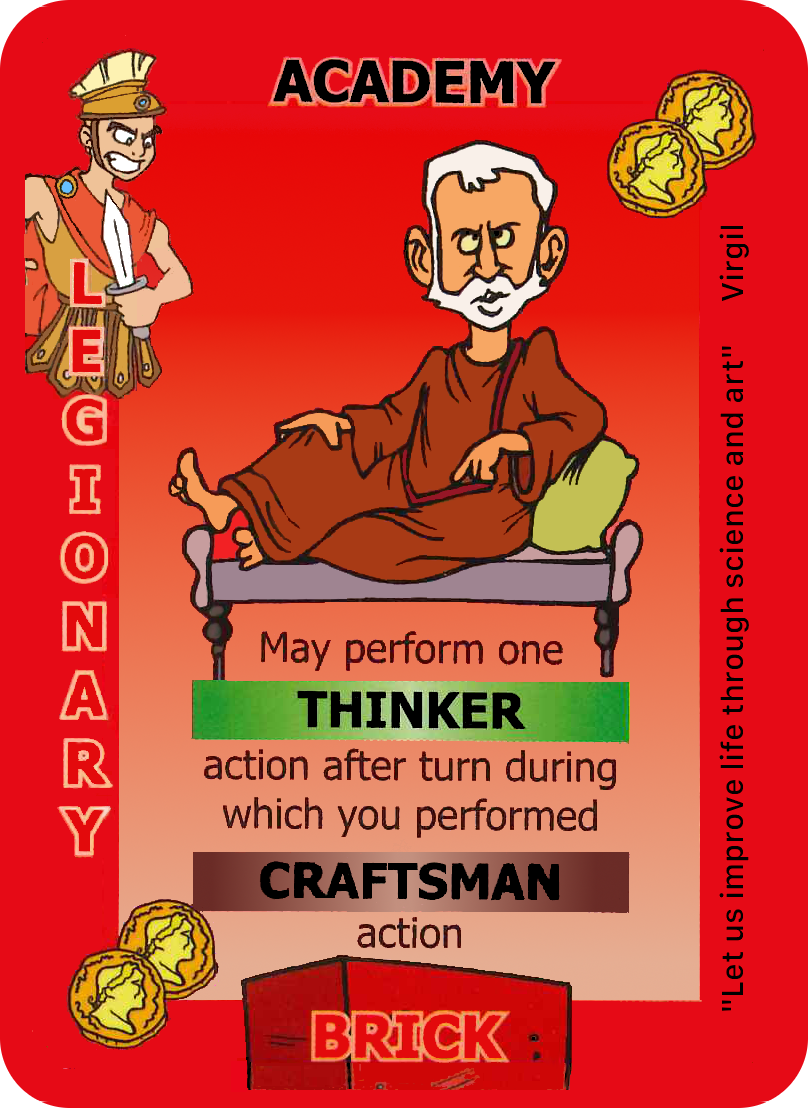 ACADEMY
LEGIONARY
"Let us improve life through science and art" Virgil
May perform one
THINKER
action after turn during
which you performed
CRAFTSMAN
action
BRICK